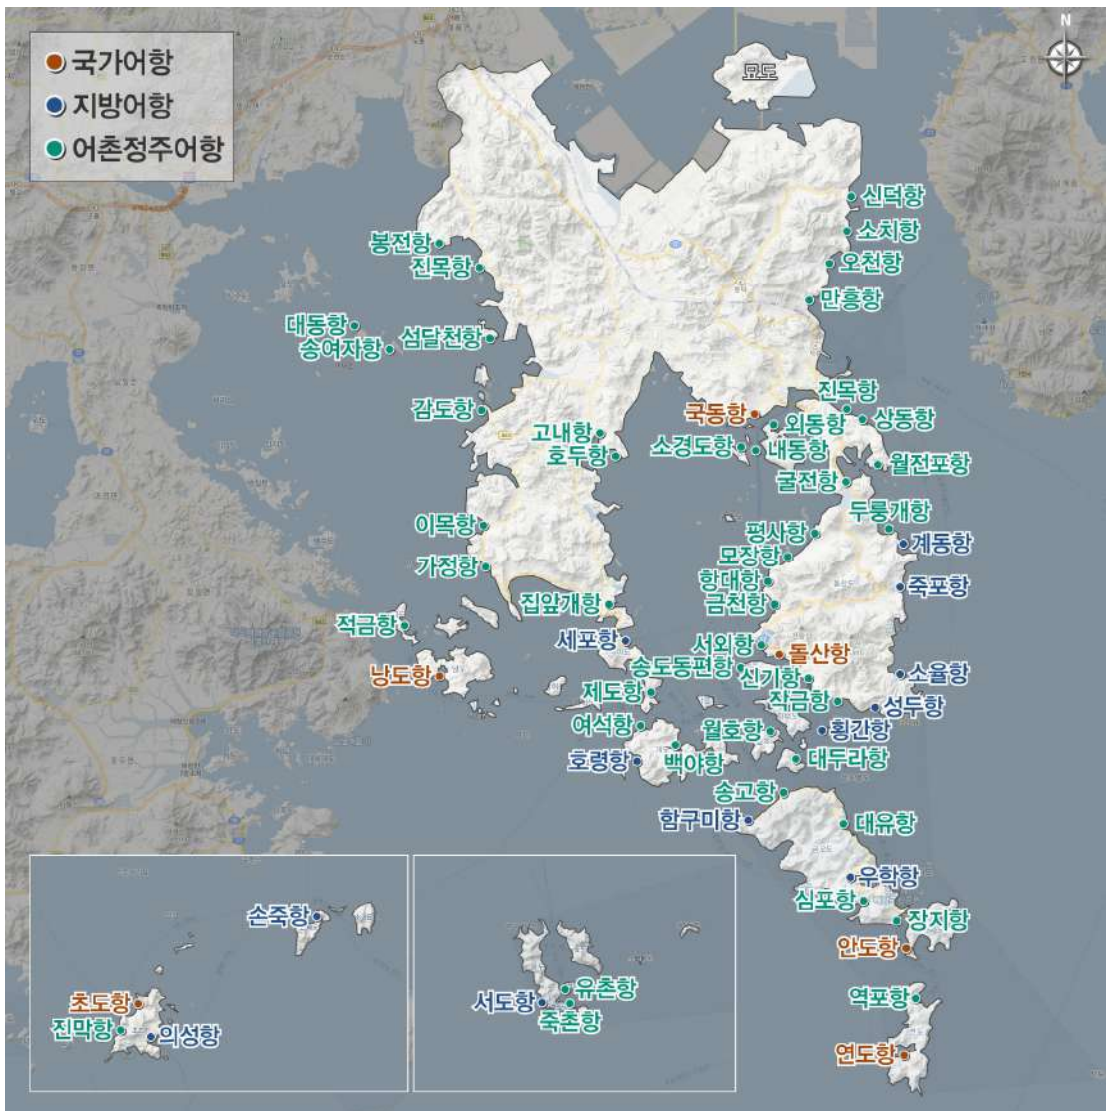 N
국가어항
지방어항
어촌정주어항
묘도
신덕항
소치항
봉전항
오천항
진목항
만흥항
대동항
섬달천항
송여자항
진목항
감도항
국동항
상동항
외동항
고내항
소경도항
내동항
호두항
월전포항
굴전항
두릉개항
이목항
평사항
계동항
모장항
가정항
항대항
죽포항
집앞개항
금천항
적금항
세포항
서외항
돌산항
송도동편항
낭도항
신기항
소율항
제도항
작금항
성두항
여석항
월호항
횡간항
호령항
백야항
대두라항
송고항
함구미항
대유항
우학항
심포항
손죽항
장지항
안도항
유촌항
역포항
초도항
서도항
죽촌항
진막항
의성항
연도항